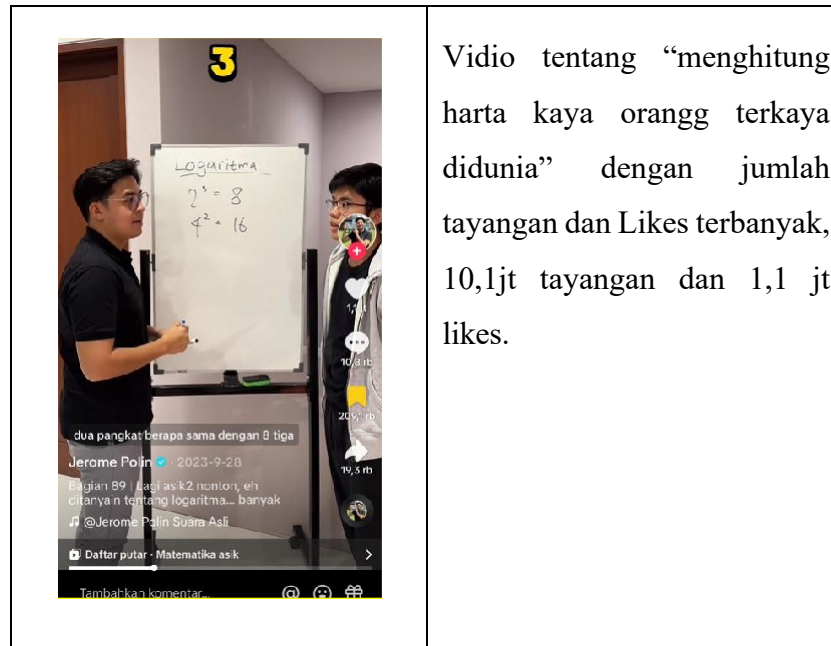 3
Logaritma
2³ = 8
4² = 16
10,8 rb
209,1 rb
19,3 rb
dua pangkat berapa sama dengan 8 tiga
Jerome Polin · 2023-9-28
Bagian 89 | Lagi asik2 nonton, eh
ditanyain tentang logaritma... banyak
@Jerome Polin Suara Asli
Daftar putar · Matematika asik
Tambahkan komentar...
Vidio tentang “menghitung
harta kaya orangg terkaya
didunia” dengan jumlah
tayangan dan Likes terbanyak,
10,1jt tayangan dan 1,1 jt
likes.